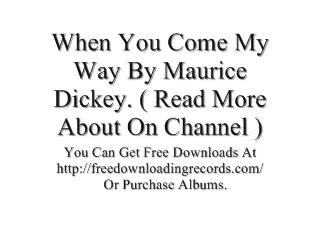 When You Come My
Way By Maurice
Dickey. ( Read More
About On Channel )
You Can Get Free Downloads At
http://freedownloadingrecords.com/
Or Purchase Albums.